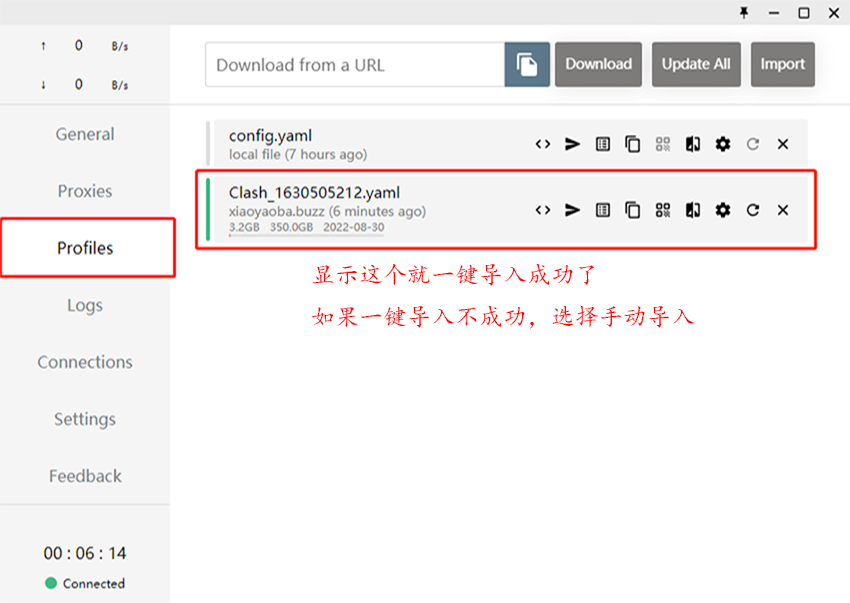 ↑ 0 B/s
↓ 0 B/s
General
Proxies
Profiles
Logs
Connections
Settings
Feedback
00 : 06 : 14
Connected
Download from a URL
Download
Update All
Import
config.yaml
local file (7 hours ago)
Clash_1630505212.yaml
xiaoyaoba.buzz (6 minutes ago)
3.2GB 350.0GB 2022-08-30
显示这个就一键导入成功了
如果一键导入不成功，选择手动导入